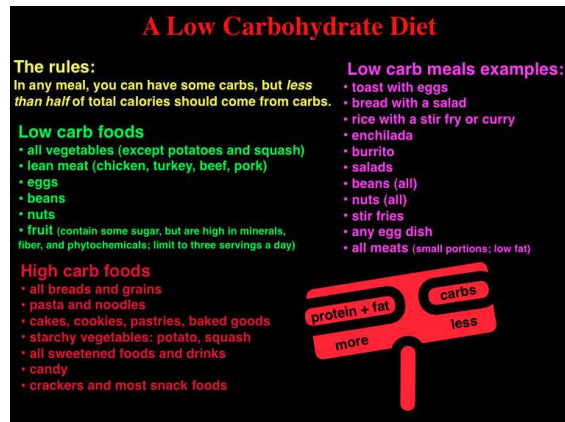 A Low Carbohydrate Diet
The rules:
In any meal, you can have some carbs, but less
than half of total calories should come from carbs.
Low carb foods
• all vegetables (except potatoes and squash)
• lean meat (chicken, turkey, beef, pork)
• eggs
• beans
• nuts
• fruit (contain some sugar, but are high in minerals,
fiber, and phytochemicals; limit to three servings a day)
High carb foods
• all breads and grains
• pasta and noodles
• cakes, cookies, pastries, baked goods
• starchy vegetables: potato, squash
• all sweetened foods and drinks
• candy
• crackers and most snack foods
Low carb meals examples:
• toast with eggs
• bread with a salad
• rice with a stir fry or curry
• enchilada
• burrito
• salads
• beans (all)
• nuts (all)
• stir fries
• any egg dish
• all meats (small portions; low fat)
protein + fat
carbs
more
less